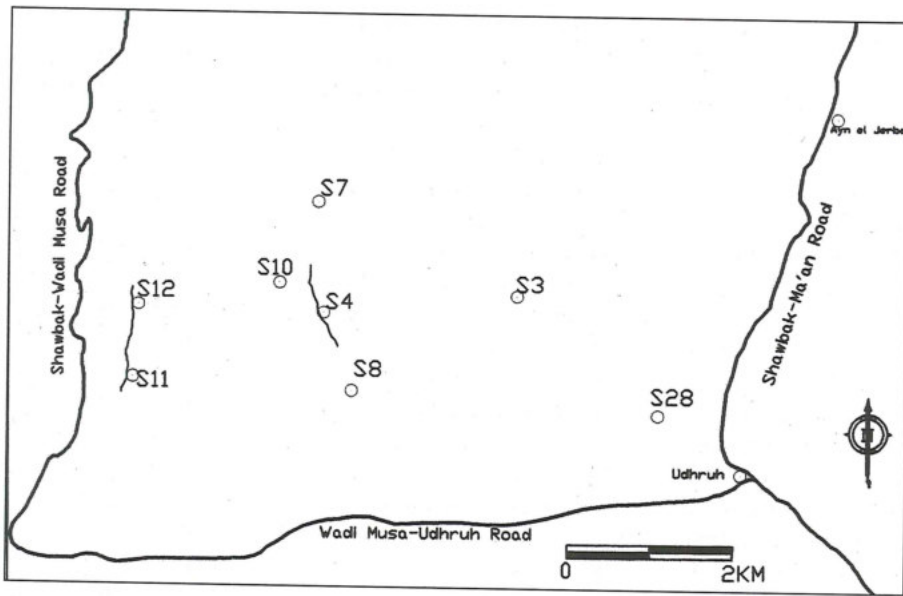 Ayn el Jerba
S7
Shawbak-Wadi Musa Road
S10
S3
S12
S4
Shawbak-Ma'an Road
S11
S8
S28
N
Udhruh
Wadi Musa-Udhruh Road
0 2KM